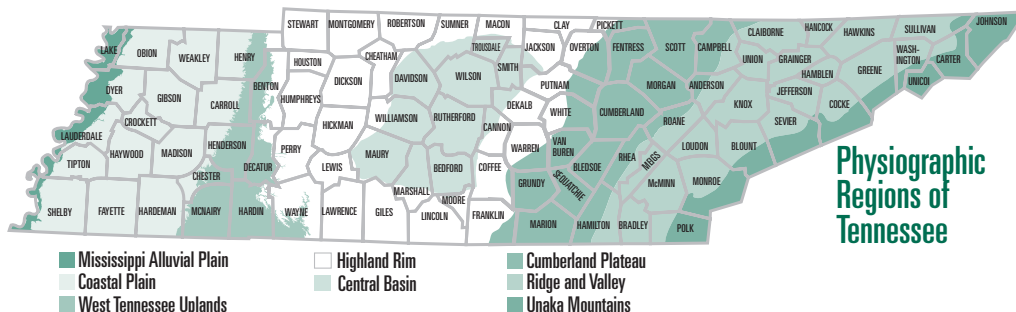 STEWART MONTGOMERY ROBERTSON SUMNER MACON CLAY PICKETT
LAKE OBION WEAKLEY HENRY HOUSTON CHEATHAM TROUSDALE JACKSON OVERTON FENTRESS SCOTT CAMPBELL CLAIBORNE HANCOCK HAWKINS SULLIVAN JOHNSON
DYER GIBSON CARROLL BENTON HUMPHREYS DICKSON DAVIDSON WILSON SMITH PUTNAM MORGAN ANDERSON UNION GRAINGER HAMBLEN GREENE WASH-
INGTON CARTER UNICOI
LAUDERDALE CROCKETT HENDERSON HICKMAN WILLIAMSON RUTHERFORD CANNON DEKALB WHITE CUMBERLAND ROANE KNOX JEFFERSON COCKE SEVIER
TIPTON HAYWOOD MADISON CHESTER DECATUR PERRY LEWIS MAURY BEDFORD COFFEE WARREN VAN
BUREN BLEDSOE RHEA MEIGS LOUDON BLOUNT
SHELBY FAYETTE HARDEMAN MCNAIRY HARDIN WAYNE LAWRENCE GILES MARSHALL LINCOLN MOORE FRANKLIN GRUNDY SEQUATCHIE MARION HAMILTON BRADLEY McMINN MONROE POLK
Physiographic
Regions of
Tennessee
Mississippi Alluvial Plain
Coastal Plain
West Tennessee Uplands
Highland Rim
Central Basin
Cumberland Plateau
Ridge and Valley
Unaka Mountains